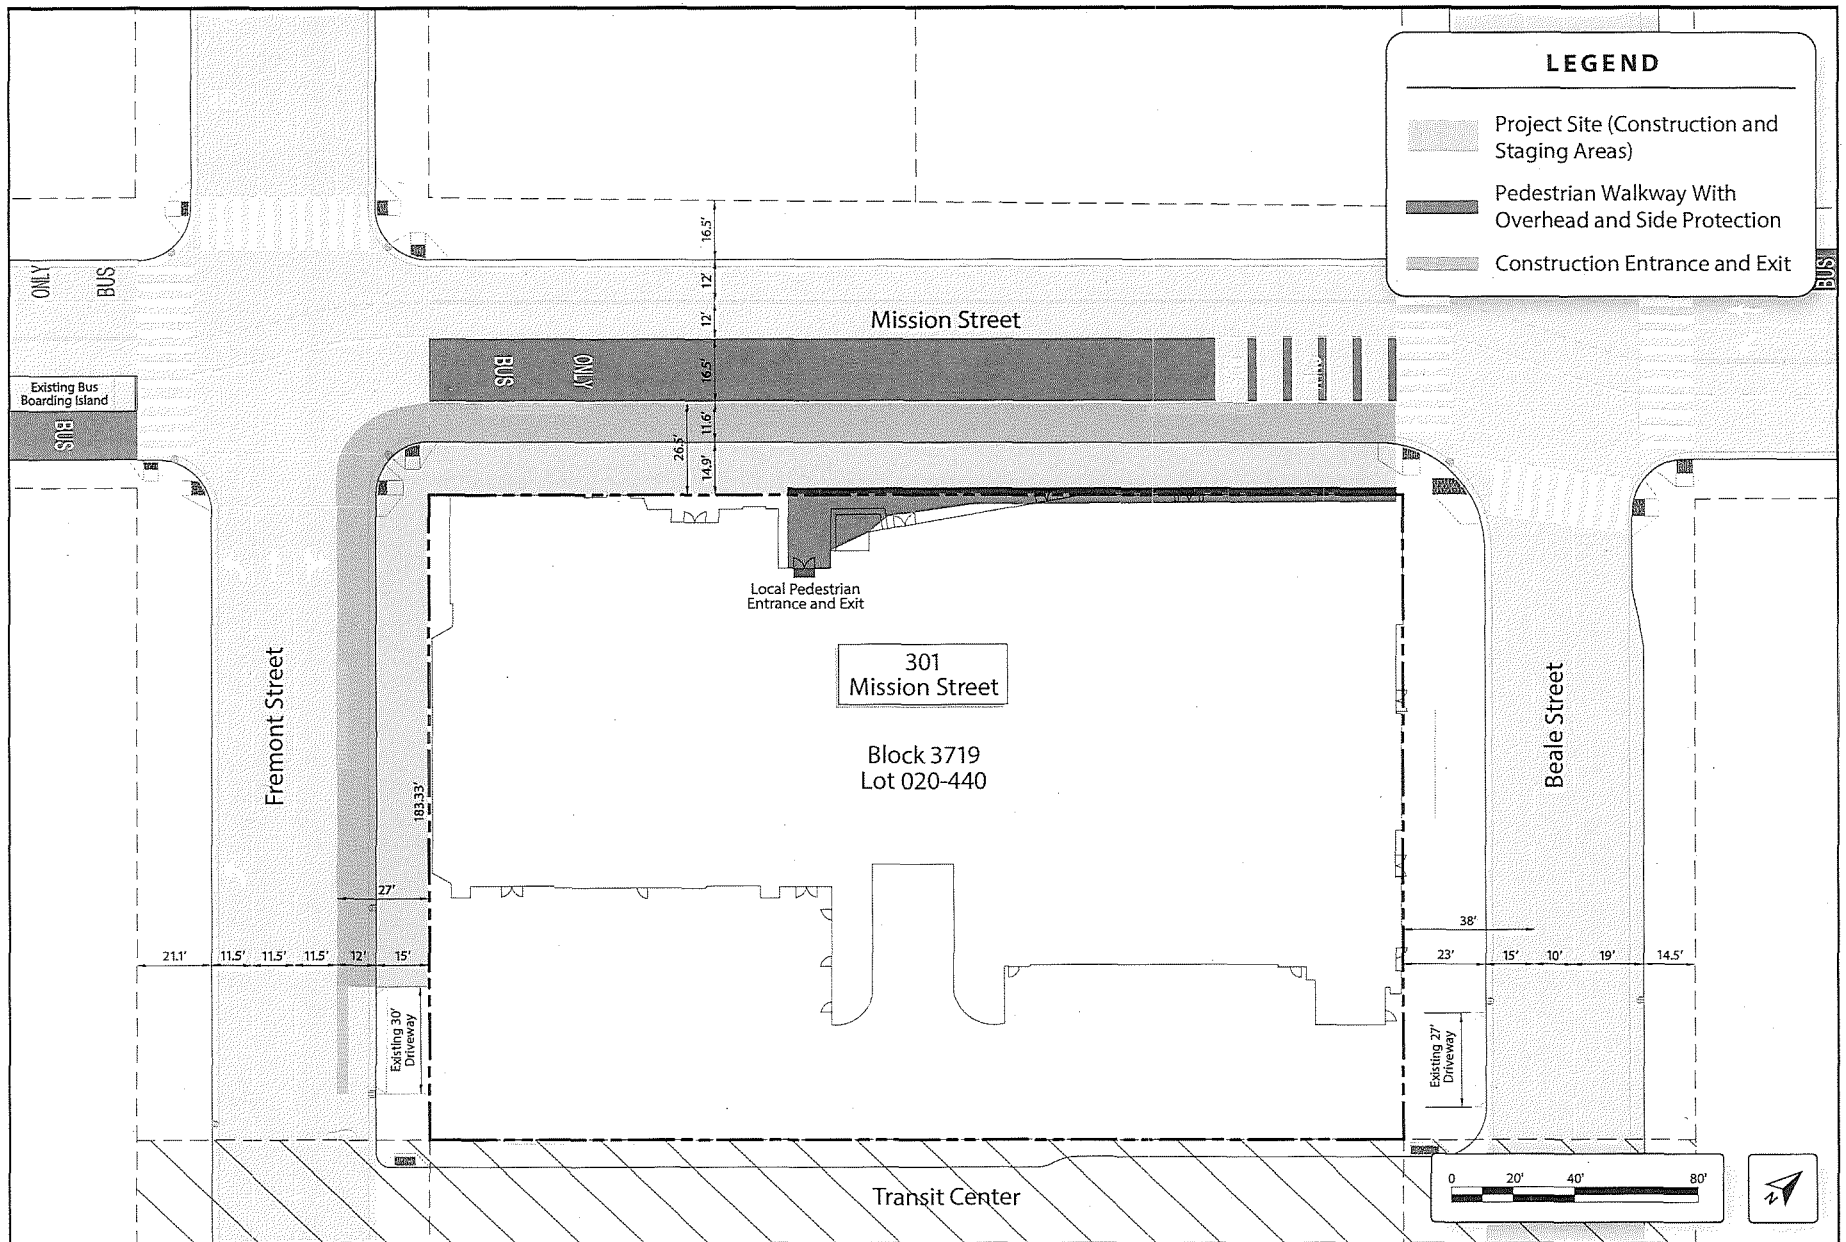 LEGEND
Project Site (Construction and
Staging Areas)
Pedestrian Walkway With
Overhead and Side Protection
Construction Entrance and Exit
16.5'
12'
12'
16.5'
11.6'
14.9'
26.5'
ONLY
BUS
BUS
Mission Street
BUS
ONLY
Existing Bus
Boarding Island
BUS
Local Pedestrian
Entrance and Exit
301
Mission Street
Block 3719
Lot 020-440
Fremont Street
Beale Street
183.33'
27'
38'
21.1'
11.5'
11.5'
11.5'
12'
15'
23'
15'
10'
19'
14.5'
Existing 30'
Driveway
Existing 27'
Driveway
Transit Center
0 20' 40' 80'
N